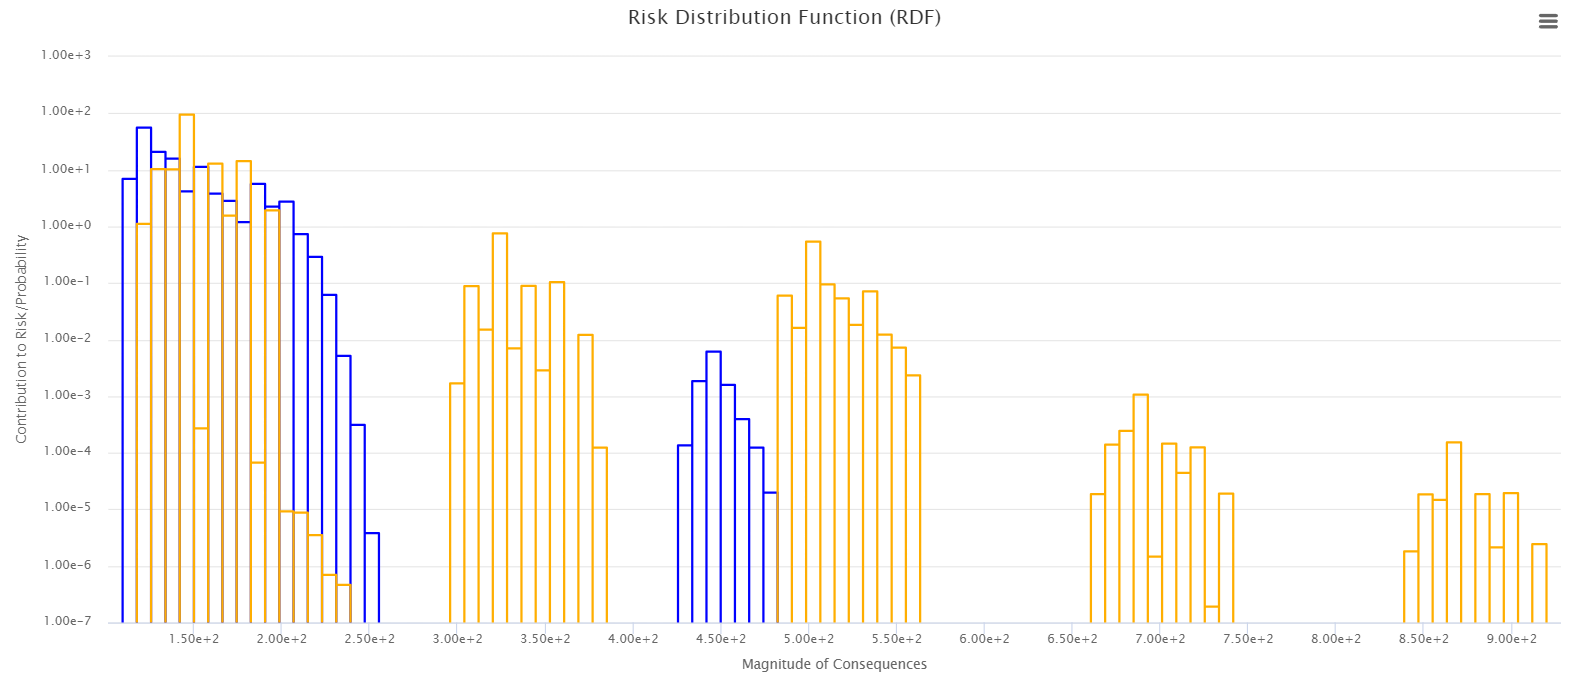 Risk Distribution Function (RDF)
1.00e+3
1.00e+2
1.00e+1
1.00e+0
1.00e-1
1.00e-2
1.00e-3
1.00e-4
1.00e-5
1.00e-6
1.00e-7
Contribution to Risk/Probability
1.50e+2 2.00e+2 2.50e+2 3.00e+2 3.50e+2 4.00e+2 4.50e+2 5.00e+2 5.50e+2 6.00e+2 6.50e+2 7.00e+2 7.50e+2 8.00e+2 8.50e+2 9.00e+2
Magnitude of Consequences